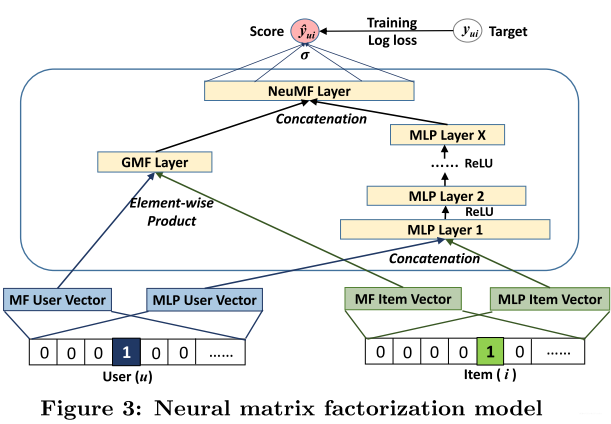 Score ŷui Training yui Target
Log loss
σ
NeuMF Layer
Concatenation
MLP Layer X
GMF Layer
...... ReLU
Element-wise
Product
MLP Layer 2
ReLU
MLP Layer 1
Concatenation
MF User Vector MLP User Vector MF Item Vector MLP Item Vector
0 0 0 1 0 0 ...... 0 0 0 0 1 0 ......
User (u) Item ( i )
Figure 3: Neural matrix factorization model